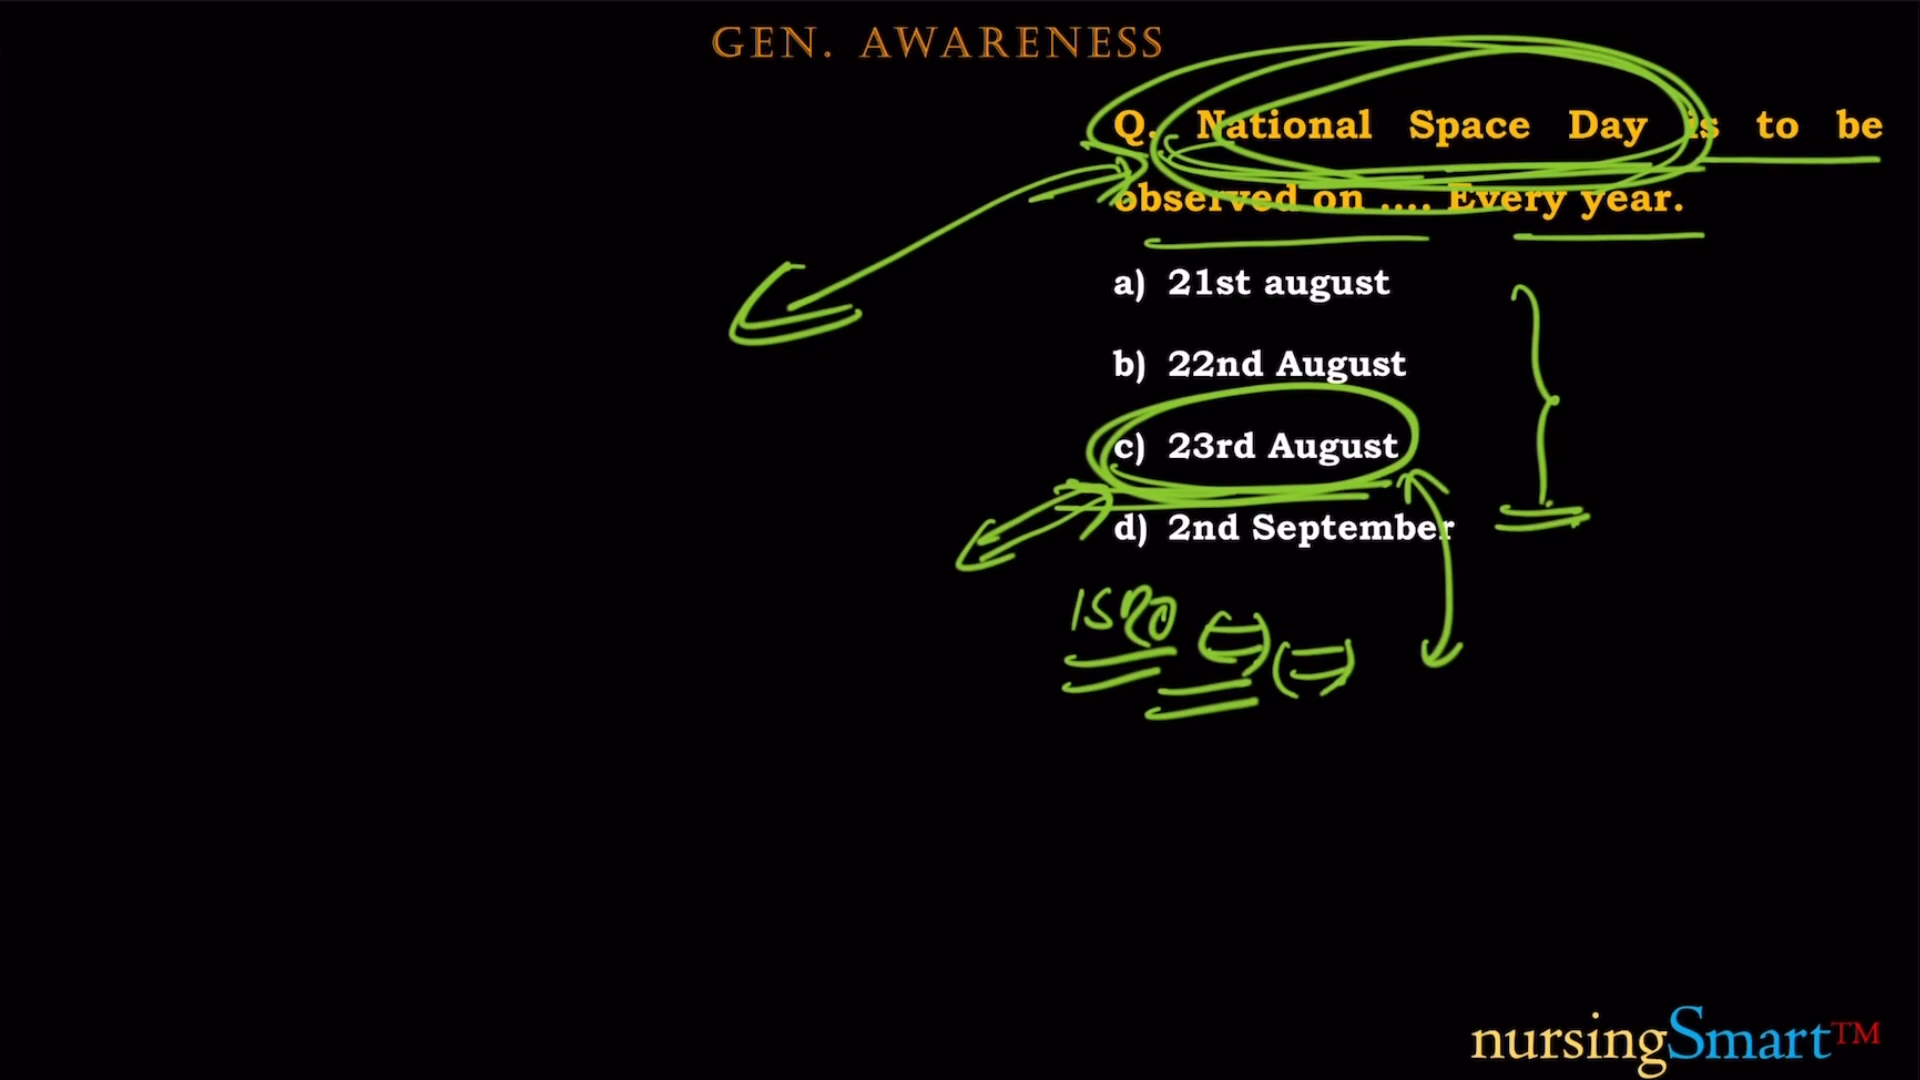 GEN. AWARENESS
Q. National Space Day is to be
observed on .... Every year.
a) 21st august
b) 22nd August
c) 23rd August
d) 2nd September
ISRO
nursingSmart™